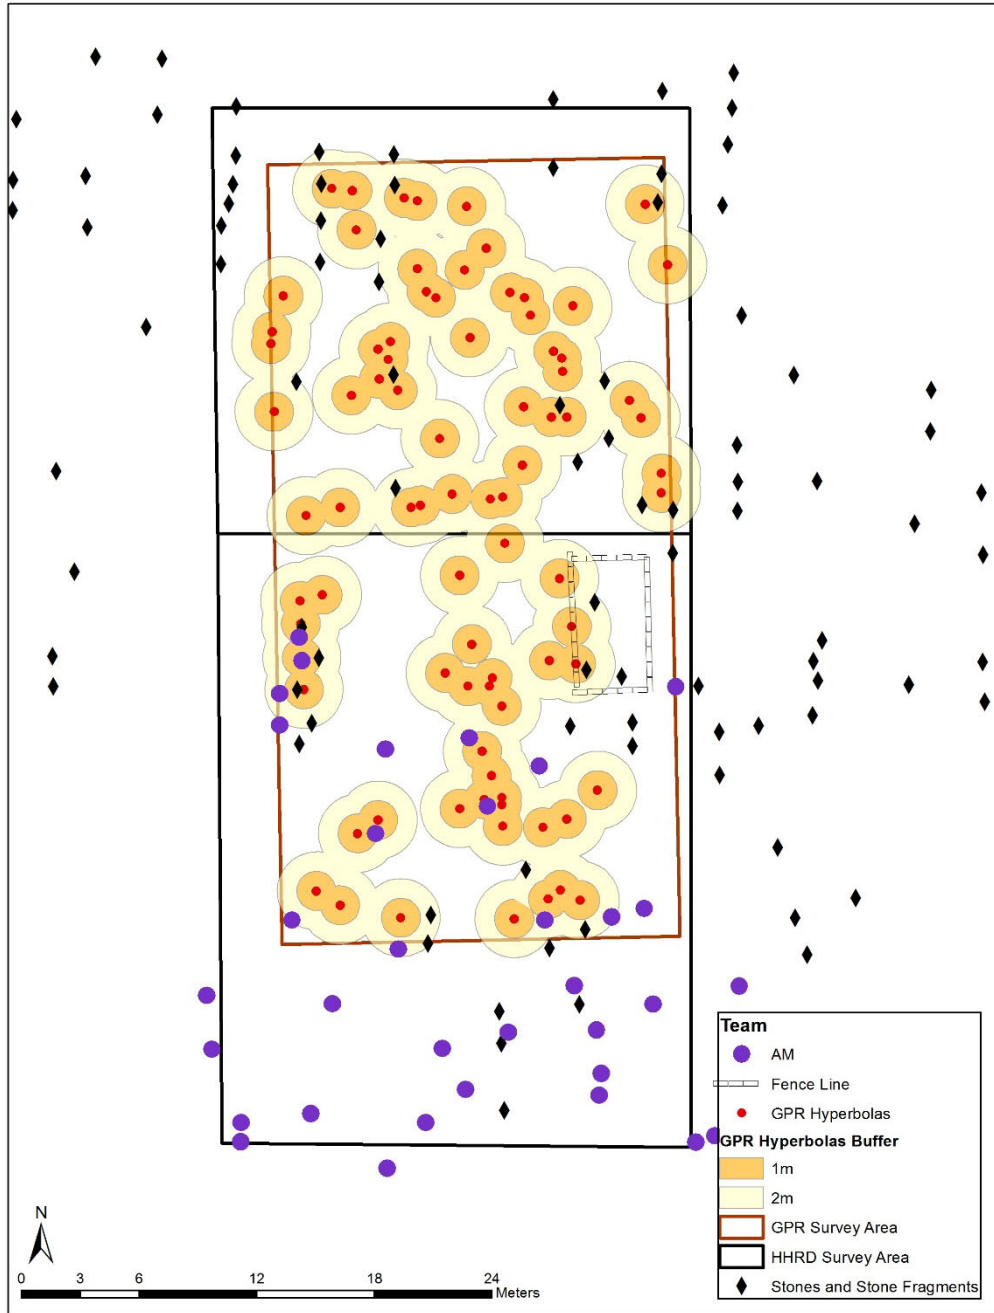 N
0 3 6 12 18 24
Meters
Team
AM
Fence Line
GPR Hyperbolas
GPR Hyperbolas Buffer
1m
2m
GPR Survey Area
HHRD Survey Area
Stones and Stone Fragments